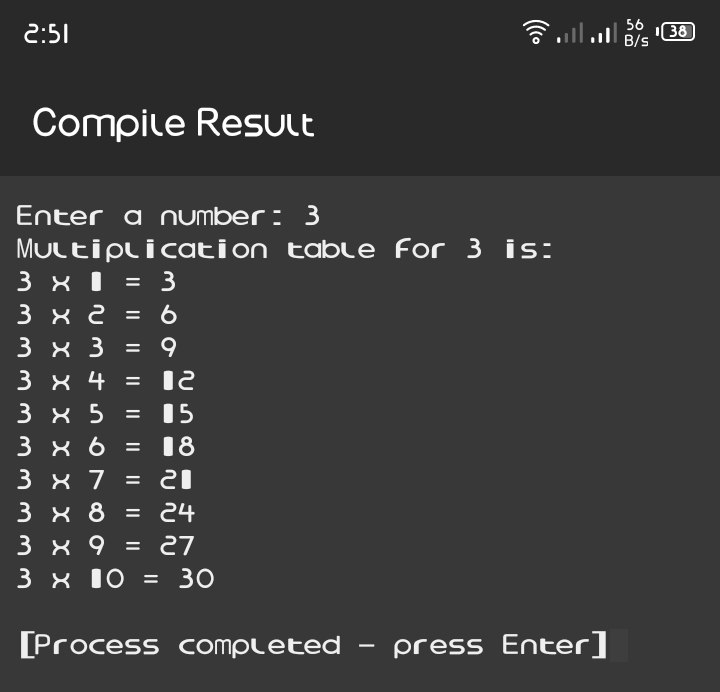 2:51
56
B/s
38
Compile Result
Enter a number: 3
Multiplication table for 3 is:
3 x 1 = 3
3 x 2 = 6
3 x 3 = 9
3 x 4 = 12
3 x 5 = 15
3 x 6 = 18
3 x 7 = 21
3 x 8 = 24
3 x 9 = 27
3 x 10 = 30
[Process completed - press Enter]